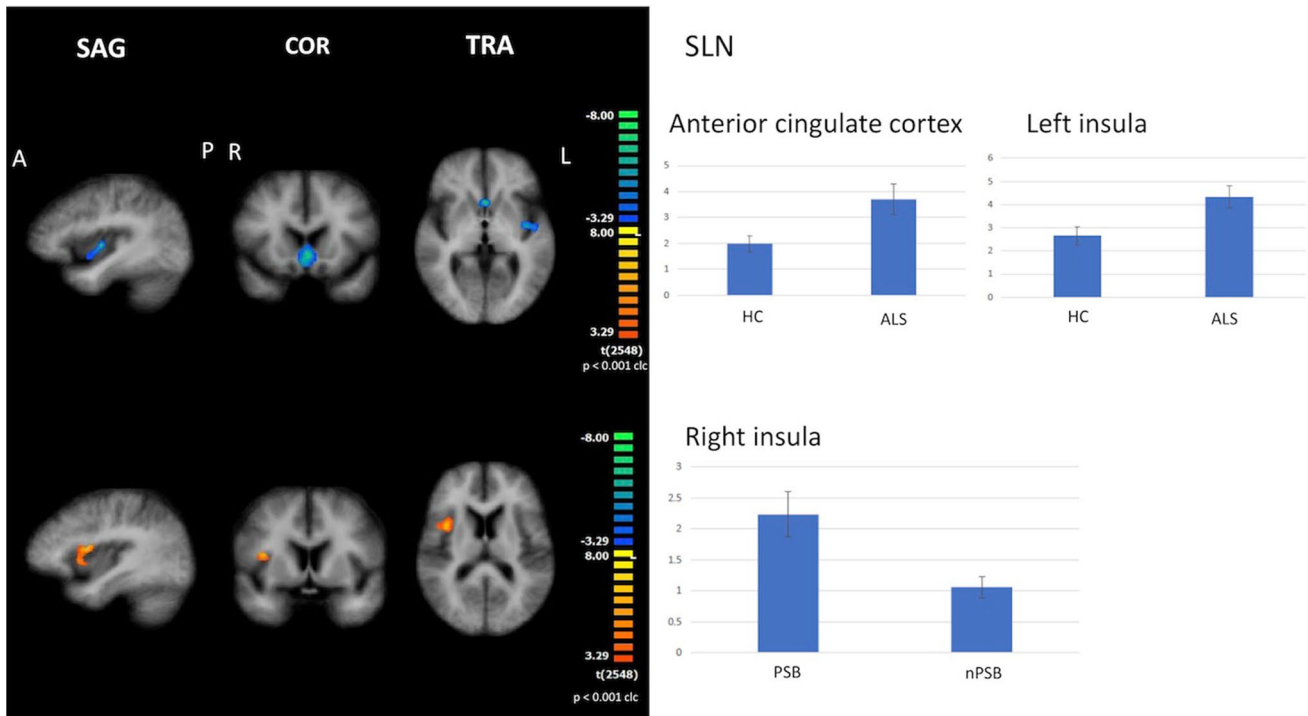 SAG COR TRA
A P R L
-8.00
-3.29
8.00
3.29
t(2548)
p < 0.001 clc
-8.00
-3.29
8.00
3.29
t(2548)
p < 0.001 clc
SLN
Anterior cingulate cortex
5
4
3
2
1
0
HC ALS
Left insula
6
5
4
3
2
1
0
HC ALS
Right insula
3
2.5
2
1.5
1
0.5
0
PSB nPSB